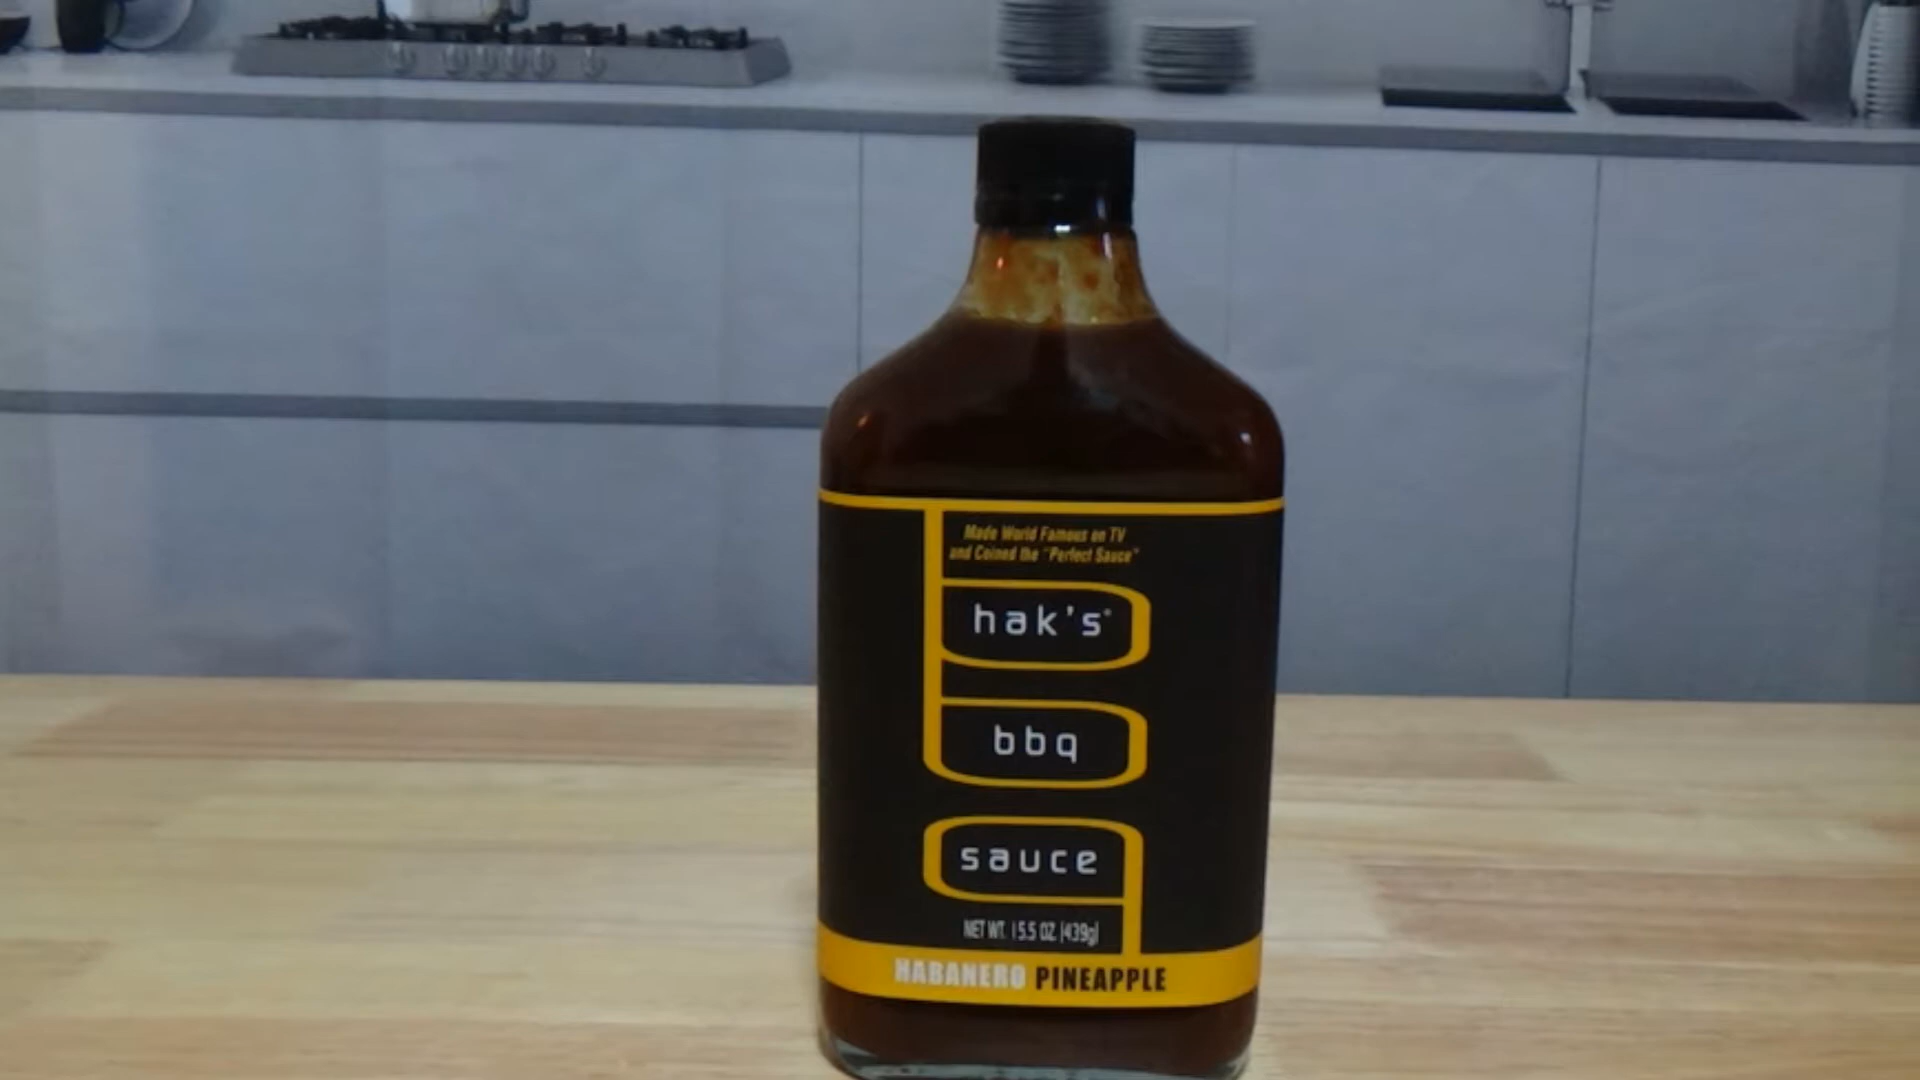 Made World Famous on TV
and Coined the "Perfect Sauce"
hak's®
bbq
sauce
NET WT. 15.5 OZ. (439g)
HABANERO PINEAPPLE